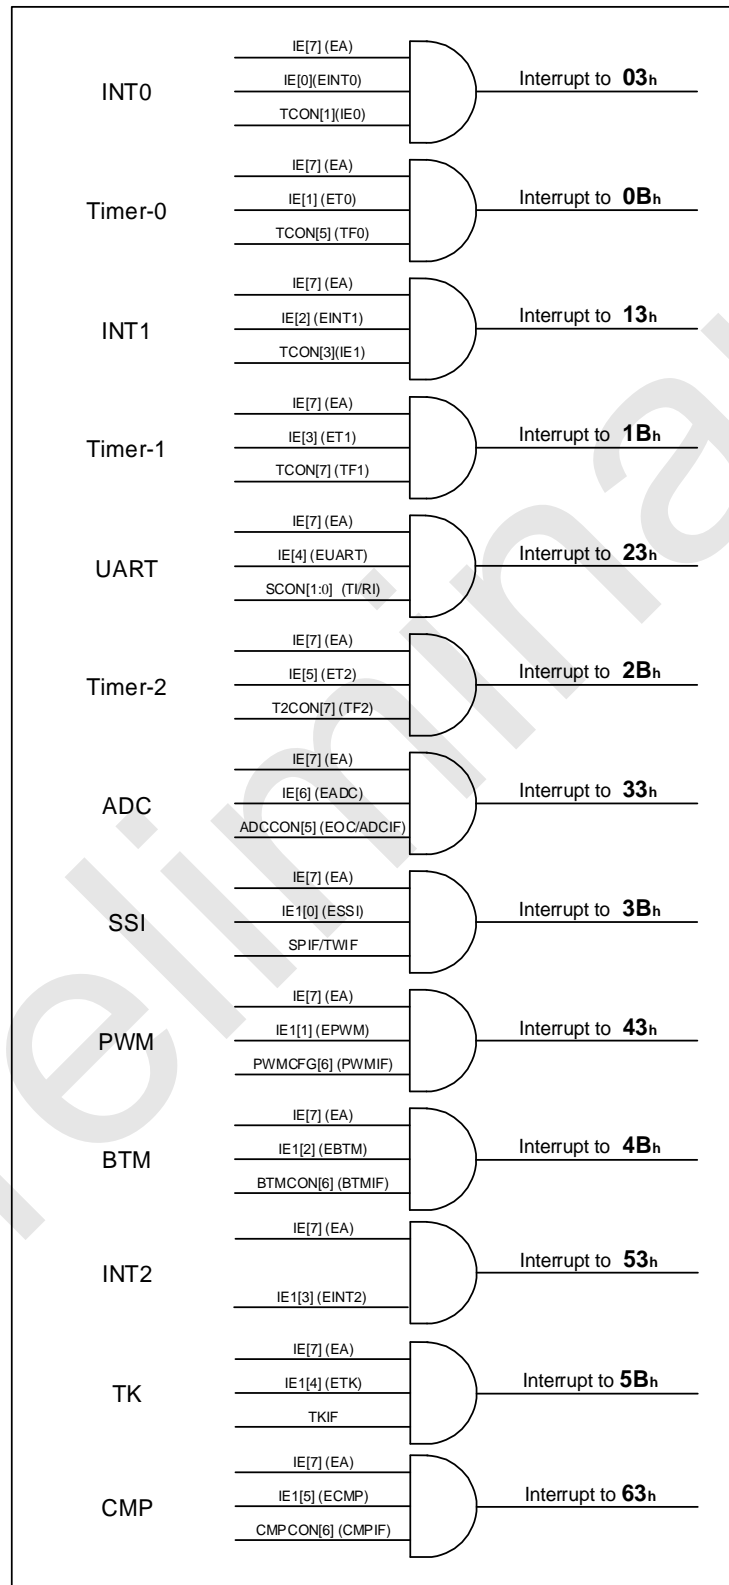 IE[7] (EA)
INT0
IE[0](EINT0)
Interrupt to 03h
TCON[1](IE0)
IE[7] (EA)
Timer-0
IE[1] (ET0)
Interrupt to 0Bh
TCON[5] (TF0)
IE[7] (EA)
INT1
IE[2] (EINT1)
Interrupt to 13h
TCON[3](IE1)
IE[7] (EA)
Timer-1
IE[3] (ET1)
Interrupt to 1Bh
TCON[7] (TF1)
IE[7] (EA)
UART
IE[4] (EUART)
Interrupt to 23h
SCON[1:0] (TI/RI)
IE[7] (EA)
Timer-2
IE[5] (ET2)
Interrupt to 2Bh
T2CON[7] (TF2)
IE[7] (EA)
ADC
IE[6] (EADC)
Interrupt to 33h
ADCCON[5] (EOC/ADCIF)
IE[7] (EA)
SSI
IE1[0] (ESSI)
Interrupt to 3Bh
SPIF/TWIF
IE[7] (EA)
PWM
IE1[1] (EPWM)
Interrupt to 43h
PWMCFG[6] (PWMIF)
IE[7] (EA)
BTM
IE1[2] (EBTM)
Interrupt to 4Bh
BTMCON[6] (BTMIF)
IE[7] (EA)
INT2
Interrupt to 53h
IE1[3] (EINT2)
IE[7] (EA)
TK
IE1[4] (ETK)
Interrupt to 5Bh
TKIF
IE[7] (EA)
CMP
IE1[5] (ECMP)
Interrupt to 63h
CMPCON[6] (CMPIF)
elimina